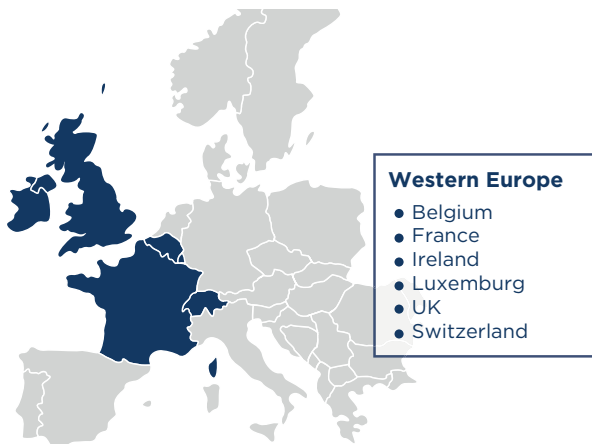 Western Europe
• Belgium
• France
• Ireland
• Luxemburg
• UK
• Switzerland